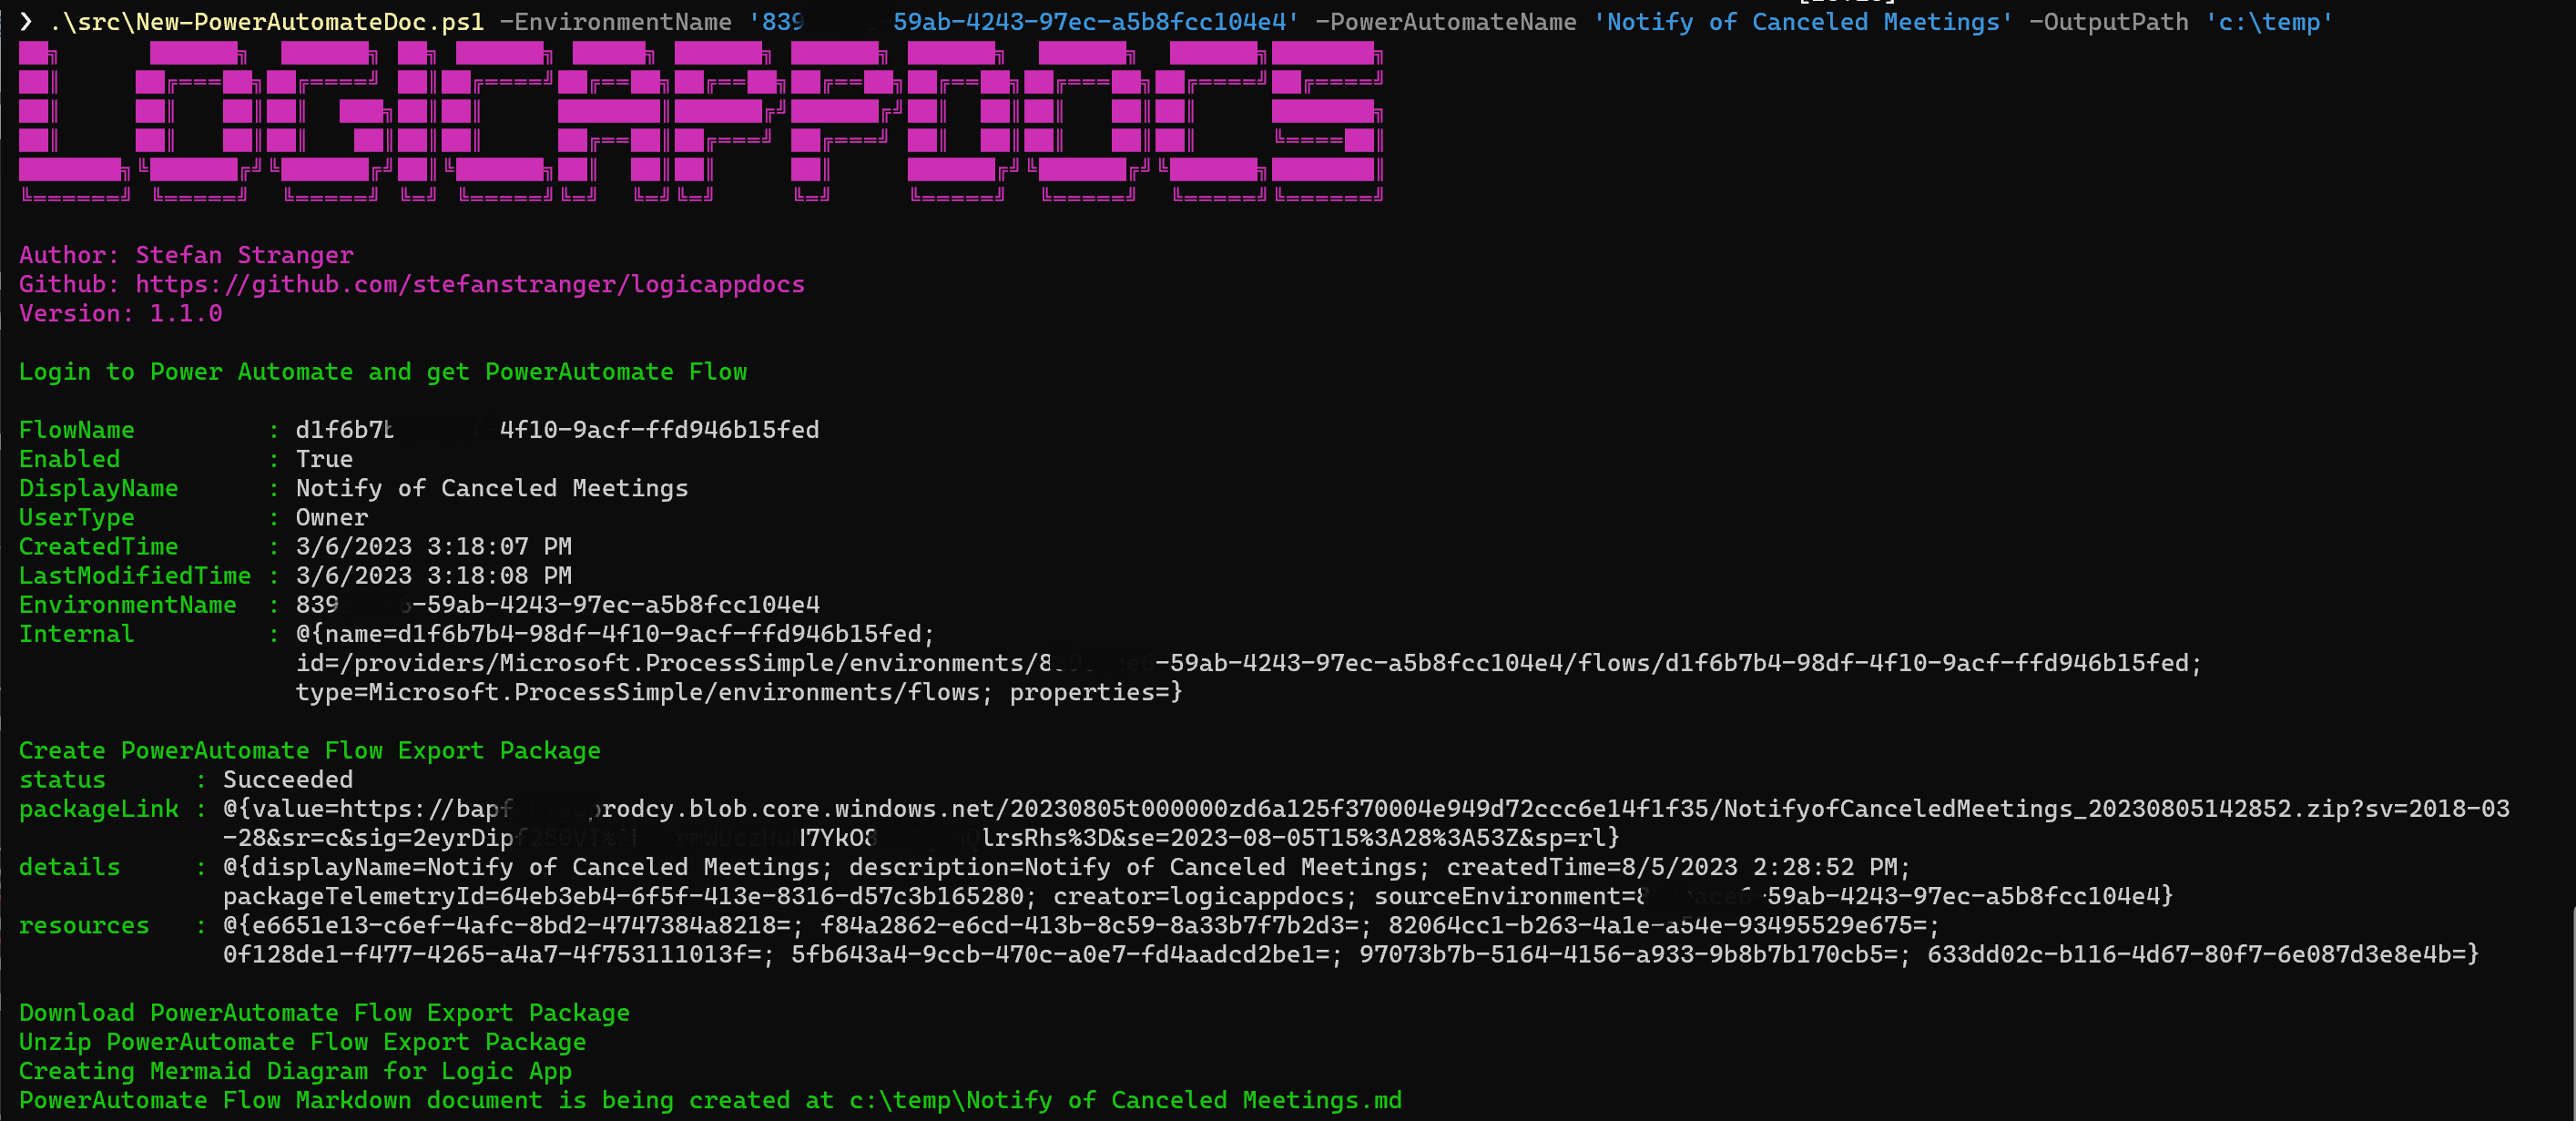 ❯ .\src\New-PowerAutomateDoc.ps1 -EnvironmentName '839 -59ab-4243-97ec-a5b8fcc104e4' -PowerAutomateName 'Notify of Canceled Meetings' -OutputPath 'c:\temp'
LOGICAPPDOCS
Author: Stefan Stranger
Github: https://github.com/stefanstranger/logicappdocs
Version: 1.1.0
Login to Power Automate and get PowerAutomate Flow
FlowName : d1f6b7 4f10-9acf-ffd946b15fed
Enabled : True
DisplayName : Notify of Canceled Meetings
UserType : Owner
CreatedTime : 3/6/2023 3:18:07 PM
LastModifiedTime : 3/6/2023 3:18:08 PM
EnvironmentName : 839 -59ab-4243-97ec-a5b8fcc104e4
Internal : @{name=d1f6b7b4-98df-4f10-9acf-ffd946b15fed;
id=/providers/Microsoft.ProcessSimple/environments/8 -59ab-4243-97ec-a5b8fcc104e4/flows/d1f6b7b4-98df-4f10-9acf-ffd946b15fed;
type=Microsoft.ProcessSimple/environments/flows; properties=}
Create PowerAutomate Flow Export Package
status : Succeeded
packageLink : @{value=https://bapf prodcy.blob.core.windows.net/20230805t000000zd6a125f370004e949d72ccc6e14f1f35/NotifyofCanceledMeetings_20230805142852.zip?sv=2018-03
-28&sr=c&sig=2eyrDip 7YkO8 lrsRhs%3D&se=2023-08-05T15%3A28%3A53Z&sp=rl}
details : @{displayName=Notify of Canceled Meetings; description=Notify of Canceled Meetings; createdTime=8/5/2023 2:28:52 PM;
packageTelemetryId=64eb3eb4-6f5f-413e-8316-d57c3b165280; creator=logicappdocs; sourceEnvironment= -59ab-4243-97ec-a5b8fcc104e4}
resources : @{e6651e13-c6ef-4afc-8bd2-4747384a8218=; f84a2862-e6cd-413b-8c59-8a33b7f7b2d3=; 82064cc1-b263-4a1e-a54e-93495529e675=;
0f128de1-f477-4265-a4a7-4f753111013f=; 5fb643a4-9ccb-470c-a0e7-fd4aadcd2be1=; 97073b7b-5164-4156-a933-9b8b7b170cb5=; 633dd02c-b116-4d67-80f7-6e087d3e8e4b=}
Download PowerAutomate Flow Export Package
Unzip PowerAutomate Flow Export Package
Creating Mermaid Diagram for Logic App
PowerAutomate Flow Markdown document is being created at c:\temp\Notify of Canceled Meetings.md